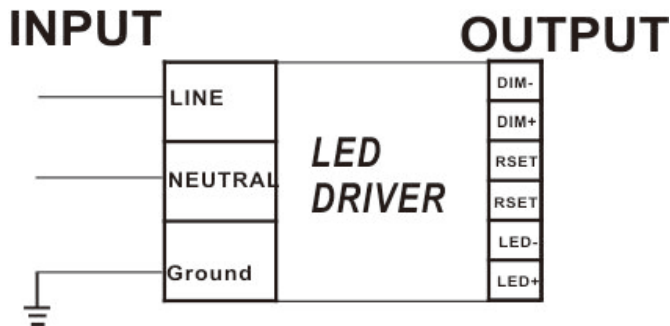 INPUT
OUTPUT
LINE
NEUTRAL
Ground
LED
DRIVER
DIM-
DIM+
RSET
RSET
LED-
LED+